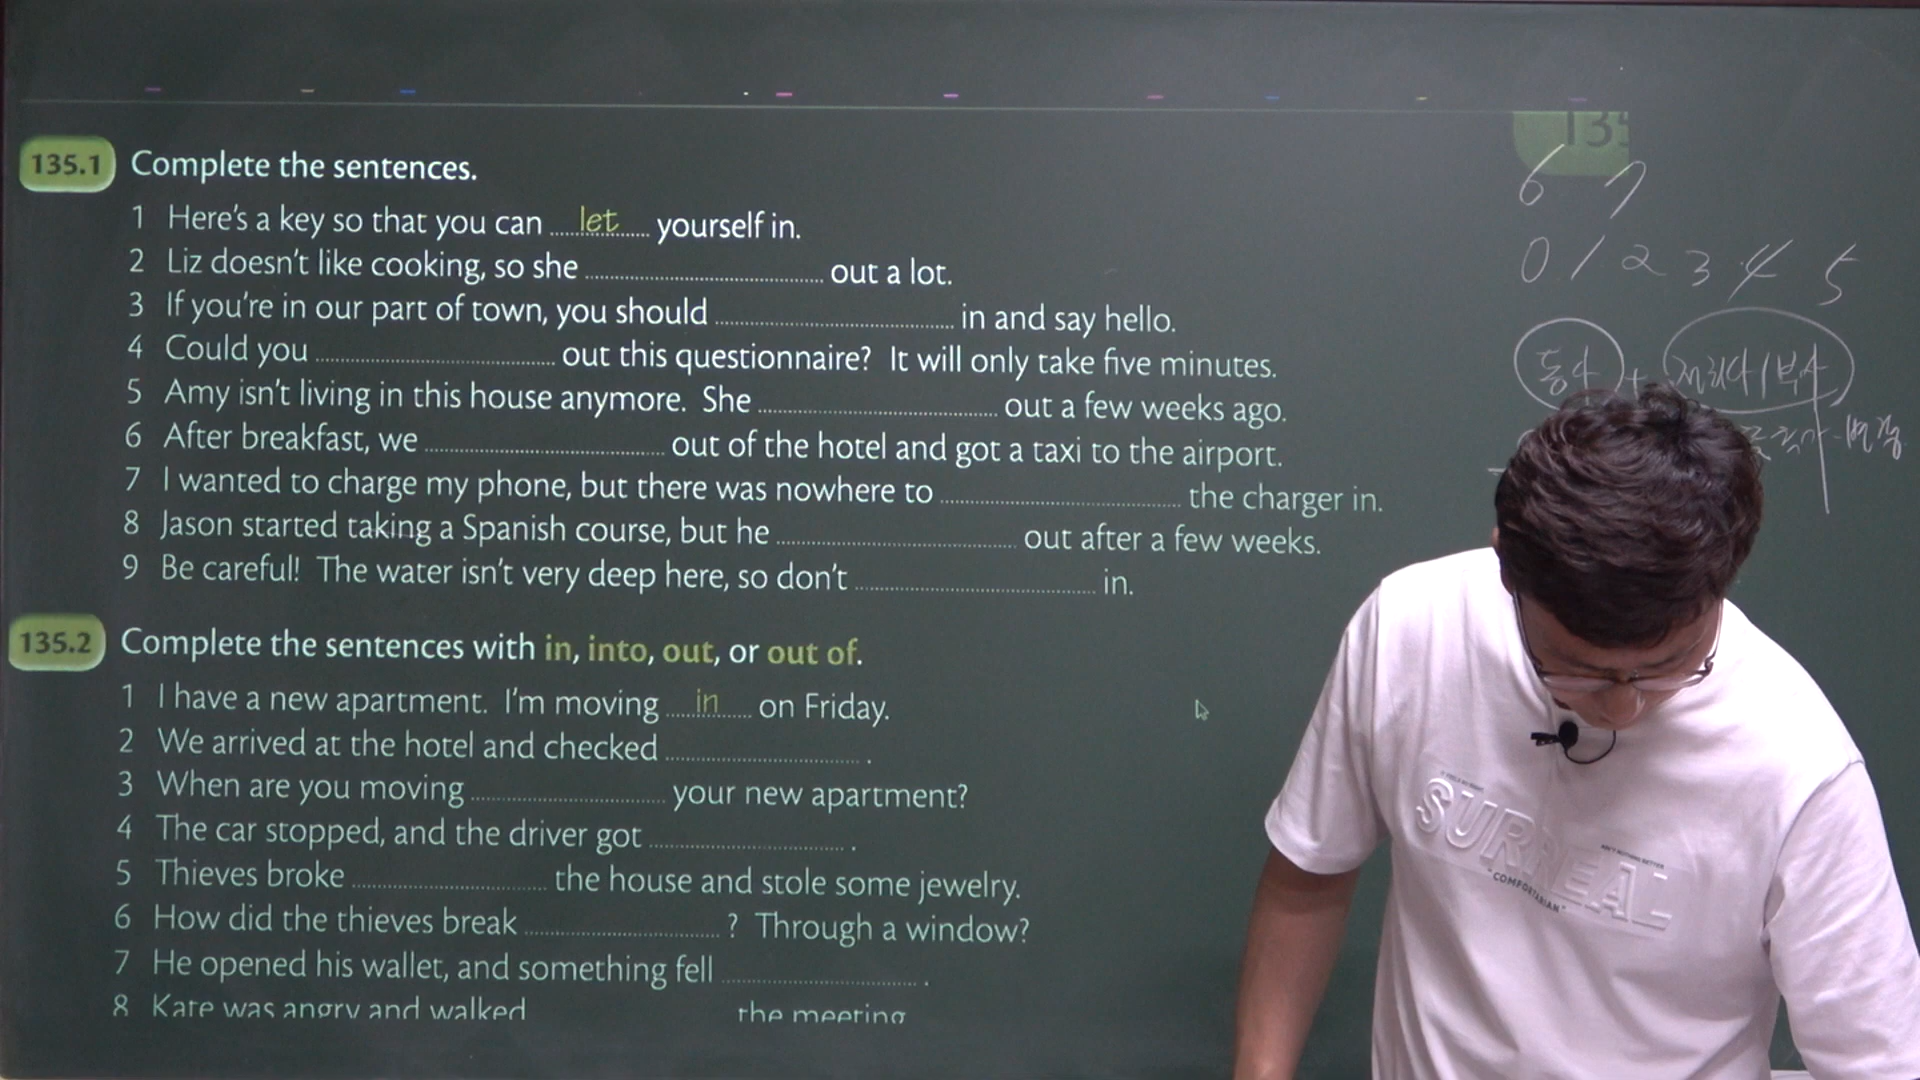 135
135.1 Complete the sentences.
1 Here's a key so that you can let yourself in.
2 Liz doesn't like cooking, so she ........ out a lot.
3 If you're in our part of town, you should ........ in and say hello.
4 Could you ........ out this questionnaire? It will only take five minutes.
5 Amy isn't living in this house anymore. She ........ out a few weeks ago.
6 After breakfast, we ........ out of the hotel and got a taxi to the airport.
7 I wanted to charge my phone, but there was nowhere to ........ the charger in.
8 Jason started taking a Spanish course, but he ........ out after a few weeks.
9 Be careful! The water isn't very deep here, so don't ........ in.
135.2 Complete the sentences with in, into, out, or out of.
1 I have a new apartment. I'm moving in on Friday.
2 We arrived at the hotel and checked ........ .
3 When are you moving ........ your new apartment?
4 The car stopped, and the driver got ........ .
5 Thieves broke ........ the house and stole some jewelry.
6 How did the thieves break ........ ? Through a window?
7 He opened his wallet, and something fell ........ .
8 Kate was angry and walked ........ the meeting
6 7
0 1 2 3 4 5
동사 +
SURREAL
"COMFORTARIAN"